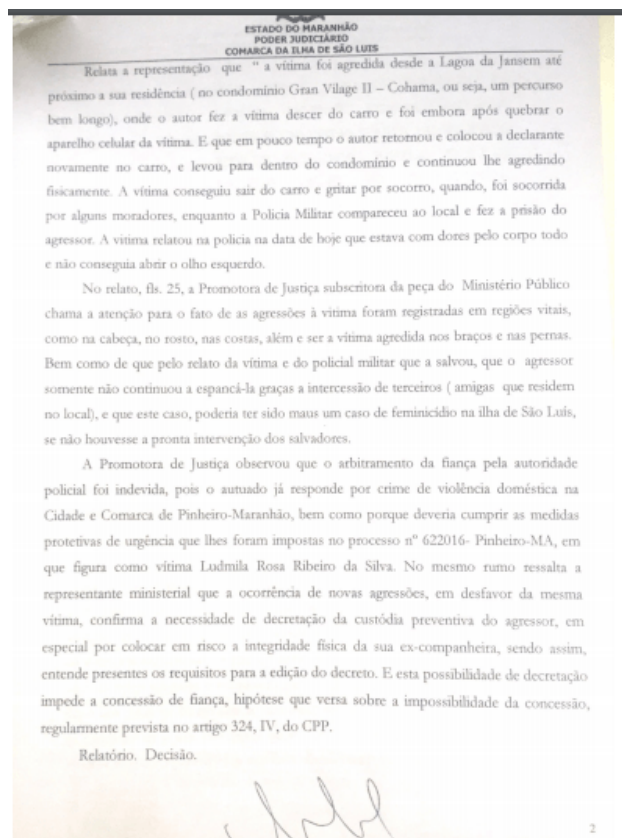 ESTADO DO MARANHÃO
PODER JUDICIÁRIO
COMARCA DA ILHA DE SÃO LUIS
Relata a representação que " a vítima foi agredida desde a Lagoa da Jansem até
próximo a sua residência ( no condomínio Gran Vilage II – Cohama, ou seja, um percurso
bem longo), onde o autor fez a vítima descer do carro e foi embora após quebrar o
aparelho celular da vítima. E que em pouco tempo o autor retornou e colocou a declarante
novamente no carro, e levou para dentro do condomínio e continuou lhe agredindo
fisicamente. A vítima conseguiu sair do carro e gritar por socorro, quando, foi socorrida
por alguns moradores, enquanto a Policia Militar compareceu ao local e fez a prisão do
agressor. A vitima relatou na policia na data de hoje que estava com dores pelo corpo todo
e não conseguia abrir o olho esquerdo.
No relato, fls. 25, a Promotora de Justiça subscritora da peça do Ministério Público
chama a atenção para o fato de as agressões à vitima foram registradas em regiões vitais,
como na cabeça, no rosto, nas costas, além e ser a vítima agredida nos braços e nas pernas.
Bem como de que pelo relato da vítima e do policial militar que a salvou, que o agressor
somente não continuou a espancá-la graças a intercessão de terceiros ( amigas que residem
no local), e que este caso, poderia ter sido maus um caso de feminicídio na ilha de São Luís,
se não houvesse a pronta intervenção dos salvadores.
A Promotora de Justiça observou que o arbitramento da fiança pela autoridade
policial foi indevida, pois o autuado já responde por crime de violência doméstica na
Cidade e Comarca de Pinheiro-Maranhão, bem como porque deveria cumprir as medidas
protetivas de urgência que lhes foram impostas no processo nº 622016- Pinheiro-MA, em
que figura como vítima Ludmila Rosa Ribeiro da Silva. No mesmo rumo ressalta a
representante ministerial que a ocorrência de novas agressões, em desfavor da mesma
vítima, confirma a necessidade de decretação da custódia preventiva do agressor, em
especial por colocar em risco a integridade física da sua ex-companheira, sendo assim,
entende presentes os requisitos para a edição do decreto. E esta possibilidade de decretação
impede a concessão de fiança, hipótese que versa sobre a impossibilidade da concessão,
regularmente prevista no artigo 324, IV, do CPP.
Relatório. Decisão.
2